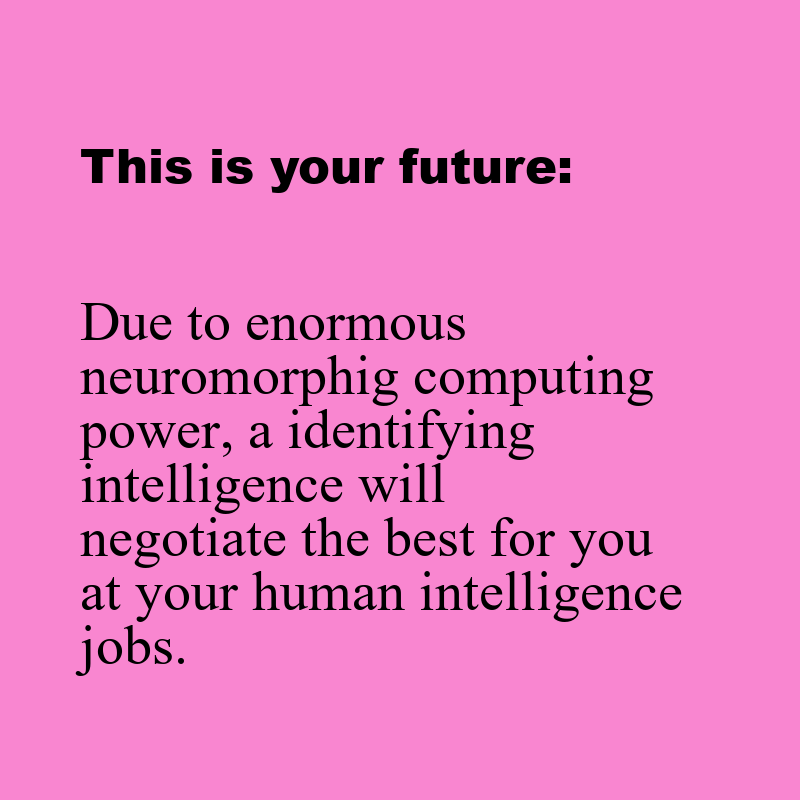 This is your future:
Due to enormous
neuromorphig computing
power, a identifying
intelligence will
negotiate the best for you
at your human intelligence
jobs.